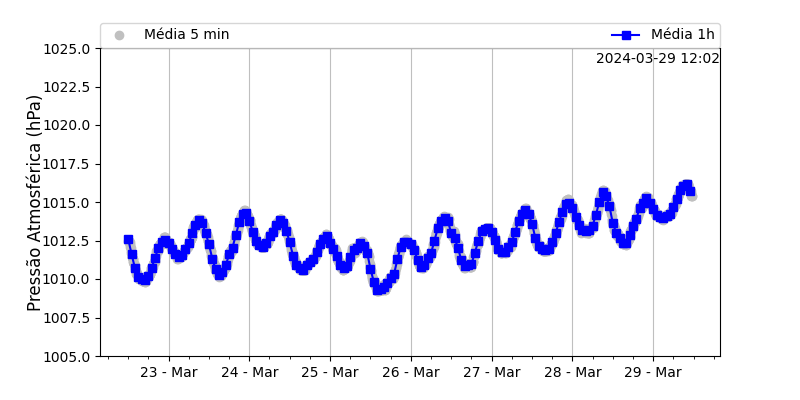 Média 5 min
Média 1h
2024-03-29 12:02
Pressão Atmosférica (hPa)
1025.0
1022.5
1020.0
1017.5
1015.0
1012.5
1010.0
1007.5
1005.0
23 - Mar
24 - Mar
25 - Mar
26 - Mar
27 - Mar
28 - Mar
29 - Mar